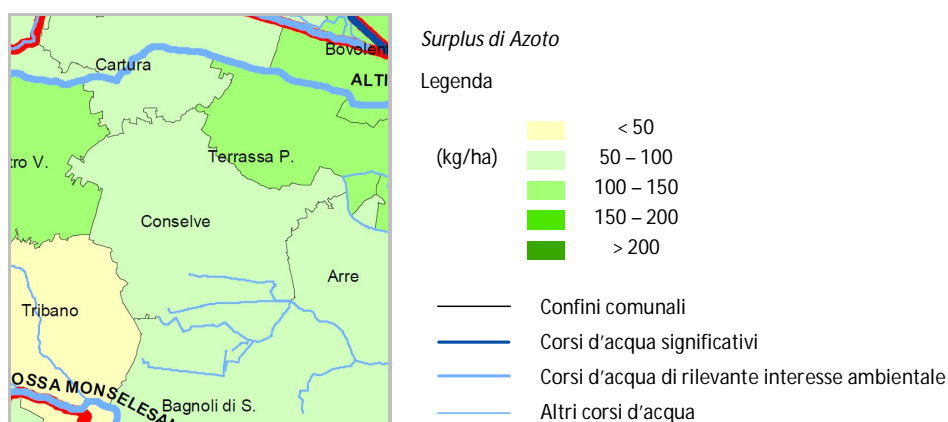 Bovolent
Cartura
ALTI
tro V.
Terrassa P.
Conselve
Arre
Tribano
OSSA MONSELESAN
Bagnoli di S.
Surplus di Azoto
Legenda
(kg/ha)
< 50
50 – 100
100 – 150
150 – 200
> 200
Confini comunali
Corsi d'acqua significativi
Corsi d'acqua di rilevante interesse ambientale
Altri corsi d'acqua